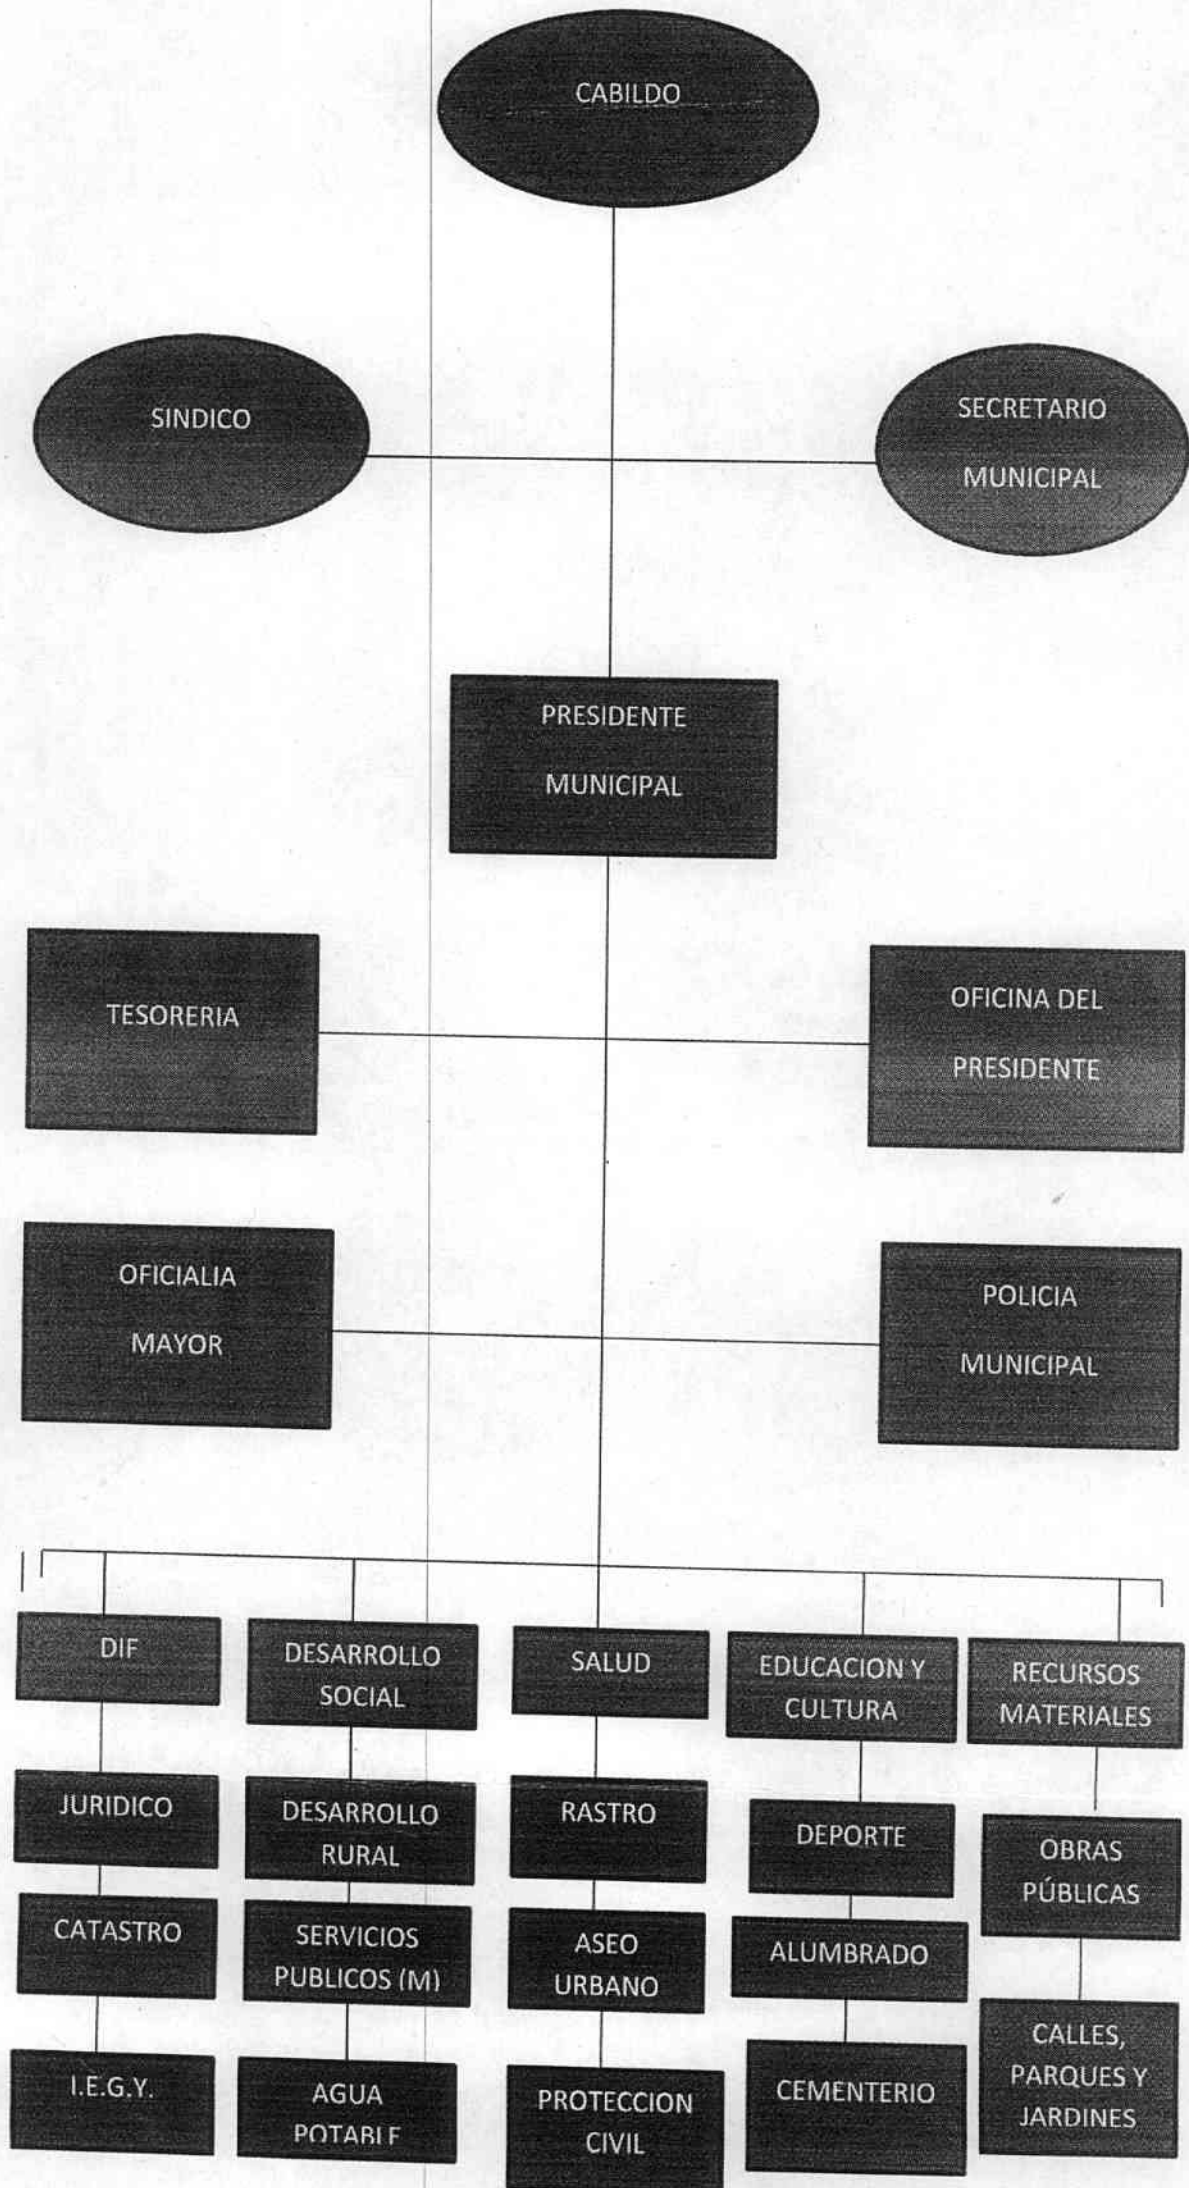 CABILDO
SINDICO
SECRETARIO
MUNICIPAL
PRESIDENTE
MUNICIPAL
TESORERIA
OFICINA DEL
PRESIDENTE
OFICIALIA
MAYOR
POLICIA
MUNICIPAL
DIF
DESARROLLO
SOCIAL
SALUD
EDUCACION Y
CULTURA
RECURSOS
MATERIALES
JURIDICO
DESARROLLO
RURAL
RASTRO
DEPORTE
OBRAS
PÚBLICAS
CATASTRO
SERVICIOS
PUBLICOS (M)
ASEO
URBANO
ALUMBRADO
CALLES,
PARQUES Y
JARDINES
I.E.G.Y.
AGUA
POTABLE
PROTECCION
CIVIL
CEMENTERIO